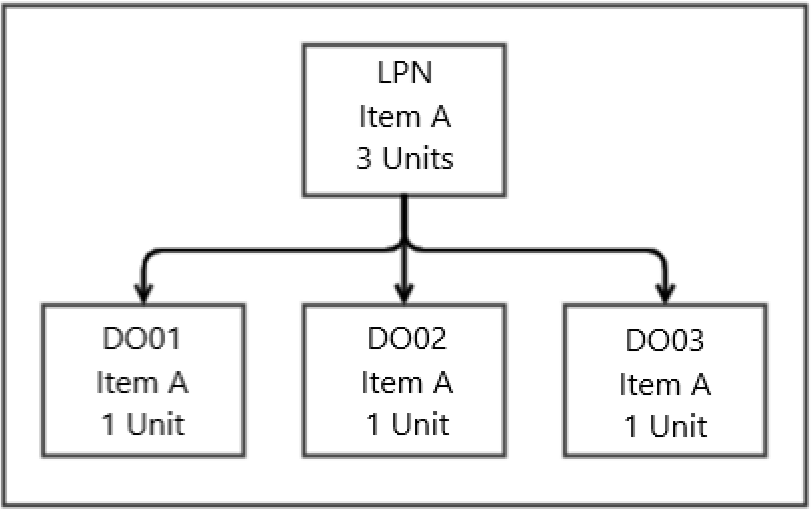 LPN
Item A
3 Units
DO01
Item A
1 Unit
DO02
Item A
1 Unit
DO03
Item A
1 Unit